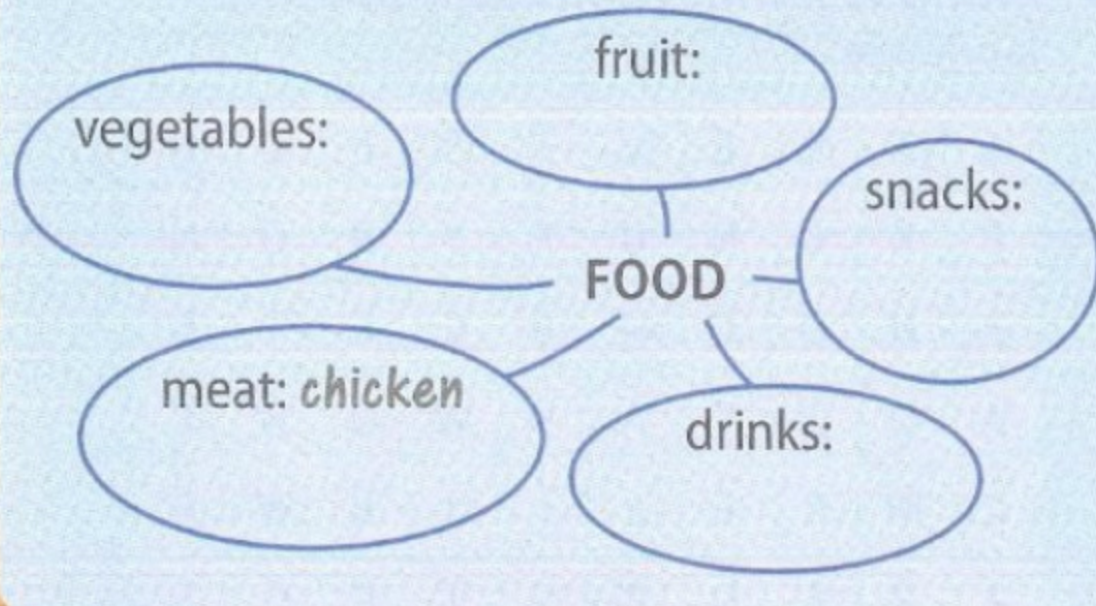 fruit:
vegetables:
snacks:
FOOD
meat: chicken
drinks: